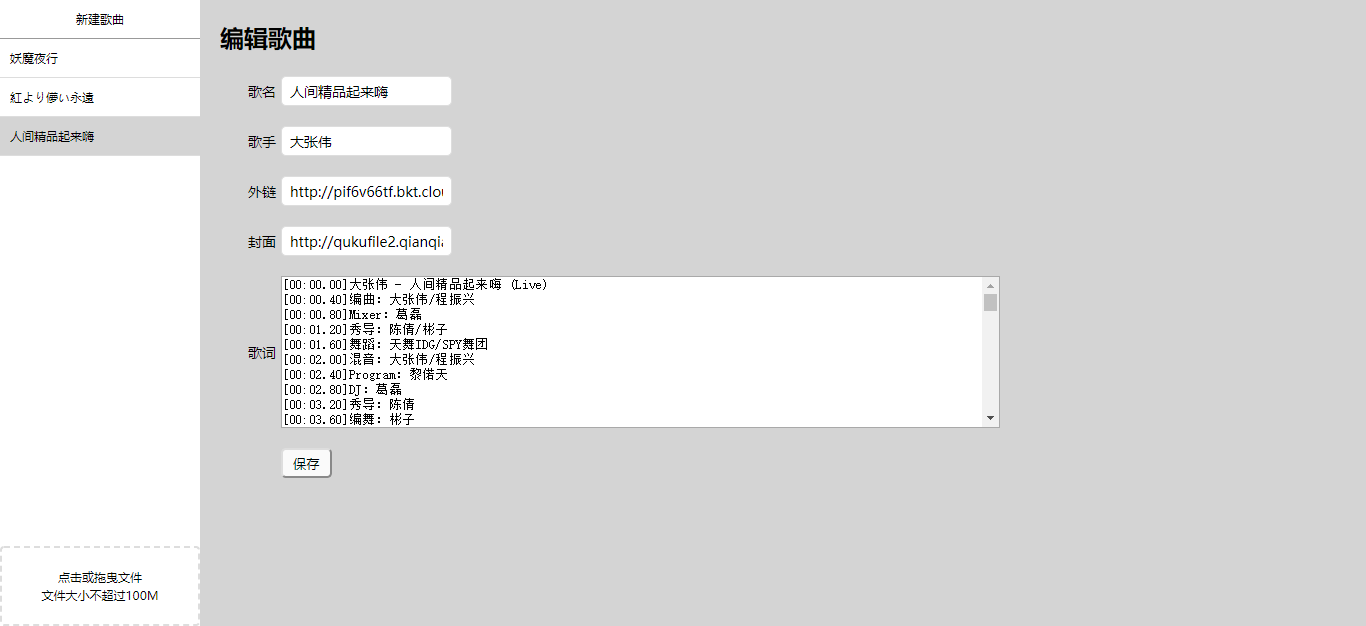 新建歌曲
妖魔夜行
紅より儚い永遠
人间精品起来嗨
点击或拖曳文件
文件大小不超过100M
编辑歌曲
歌名 人间精品起来嗨
歌手 大张伟
外链 http://pif6v66tf.bkt.clou
封面 http://qukufile2.qianqia
歌词
[00:00.00]大张伟 - 人间精品起来嗨 (Live)
[00:00.40]编曲: 大张伟/程振兴
[00:00.80]Mixer: 葛磊
[00:01.20]秀导: 陈倩/彬子
[00:01.60]舞蹈: 天舞IDG/SPY舞团
[00:02.00]混音: 大张伟/程振兴
[00:02.40]Program: 黎偌天
[00:02.80]DJ: 葛磊
[00:03.20]秀导: 陈倩
[00:03.60]编舞: 彬子
保存